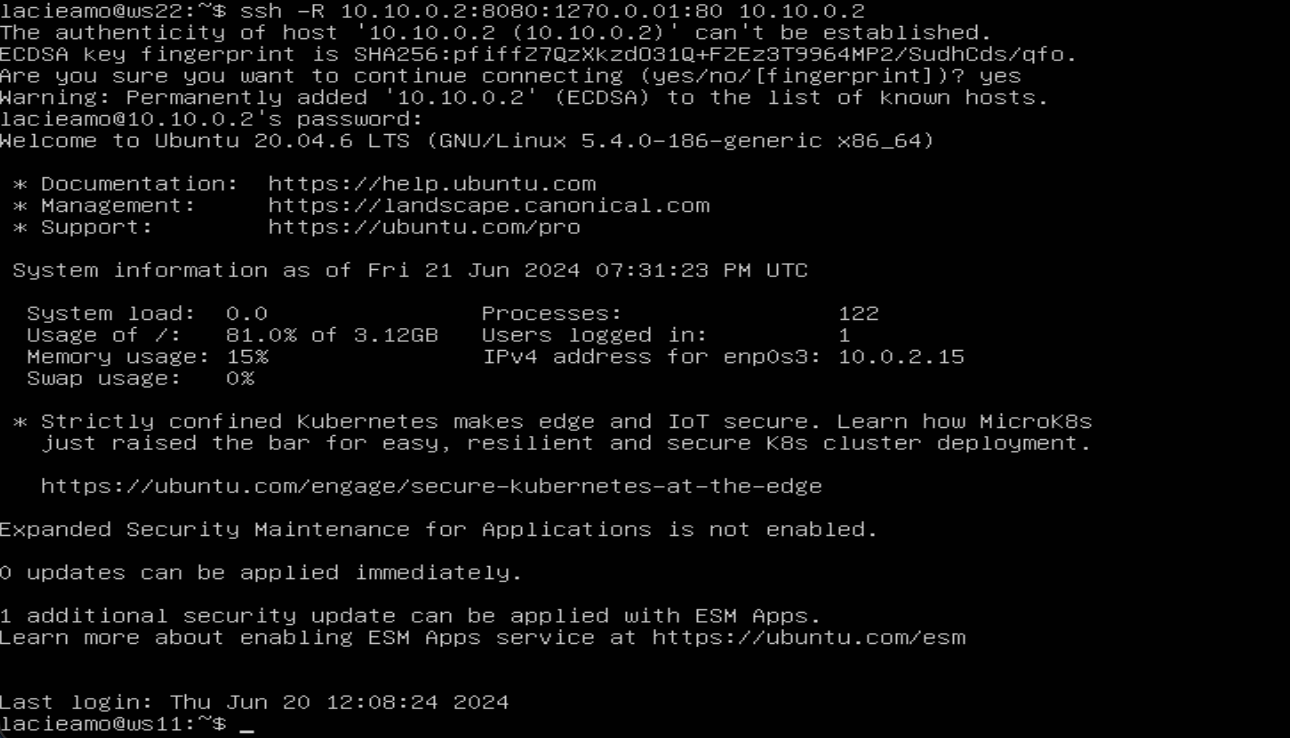 lacieamo@ws22:~$ ssh -R 10.10.0.2:8080:1270.0.01:80 10.10.0.2
The authenticity of host '10.10.0.2 (10.10.0.2)' can't be established.
ECDSA key fingerprint is SHA256:pfiffZ7QzXkzdO31Q+FZEz3T9964MP2/SudhCds/qfo.
Are you sure you want to continue connecting (yes/no/[fingerprint])? yes
Warning: Permanently added '10.10.0.2' (ECDSA) to the list of known hosts.
lacieamo@10.10.0.2's password:
Welcome to Ubuntu 20.04.6 LTS (GNU/Linux 5.4.0-186-generic x86_64)
* Documentation:  https://help.ubuntu.com
* Management:     https://landscape.canonical.com
* Support:        https://ubuntu.com/pro
System information as of Fri 21 Jun 2024 07:31:23 PM UTC
System load:  0.0               Processes:               122
Usage of /:   81.0% of 3.12GB   Users logged in:         1
Memory usage: 15%               IPv4 address for enp0s3: 10.0.2.15
Swap usage:   0%
* Strictly confined Kubernetes makes edge and IoT secure. Learn how MicroK8s
just raised the bar for easy, resilient and secure K8s cluster deployment.
https://ubuntu.com/engage/secure-kubernetes-at-the-edge
Expanded Security Maintenance for Applications is not enabled.
0 updates can be applied immediately.
1 additional security update can be applied with ESM Apps.
Learn more about enabling ESM Apps service at https://ubuntu.com/esm
Last login: Thu Jun 20 12:08:24 2024
lacieamo@ws11:~$ _